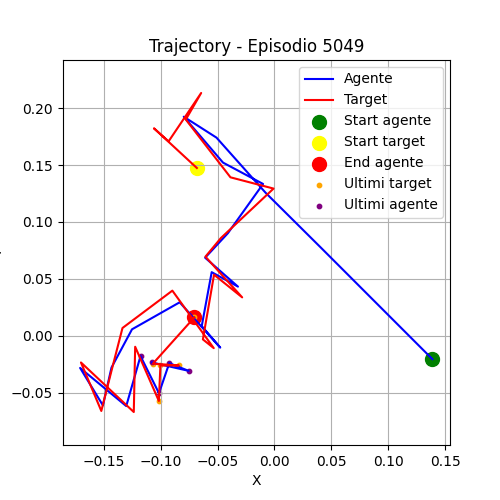 Trajectory - Episodio 5049
Agente
Target
Start agente
Start target
End agente
Ultimi target
Ultimi agente
0.20
0.15
0.10
0.05
0.00
−0.05
−0.15
−0.10
−0.05
0.00
0.05
0.10
0.15
X